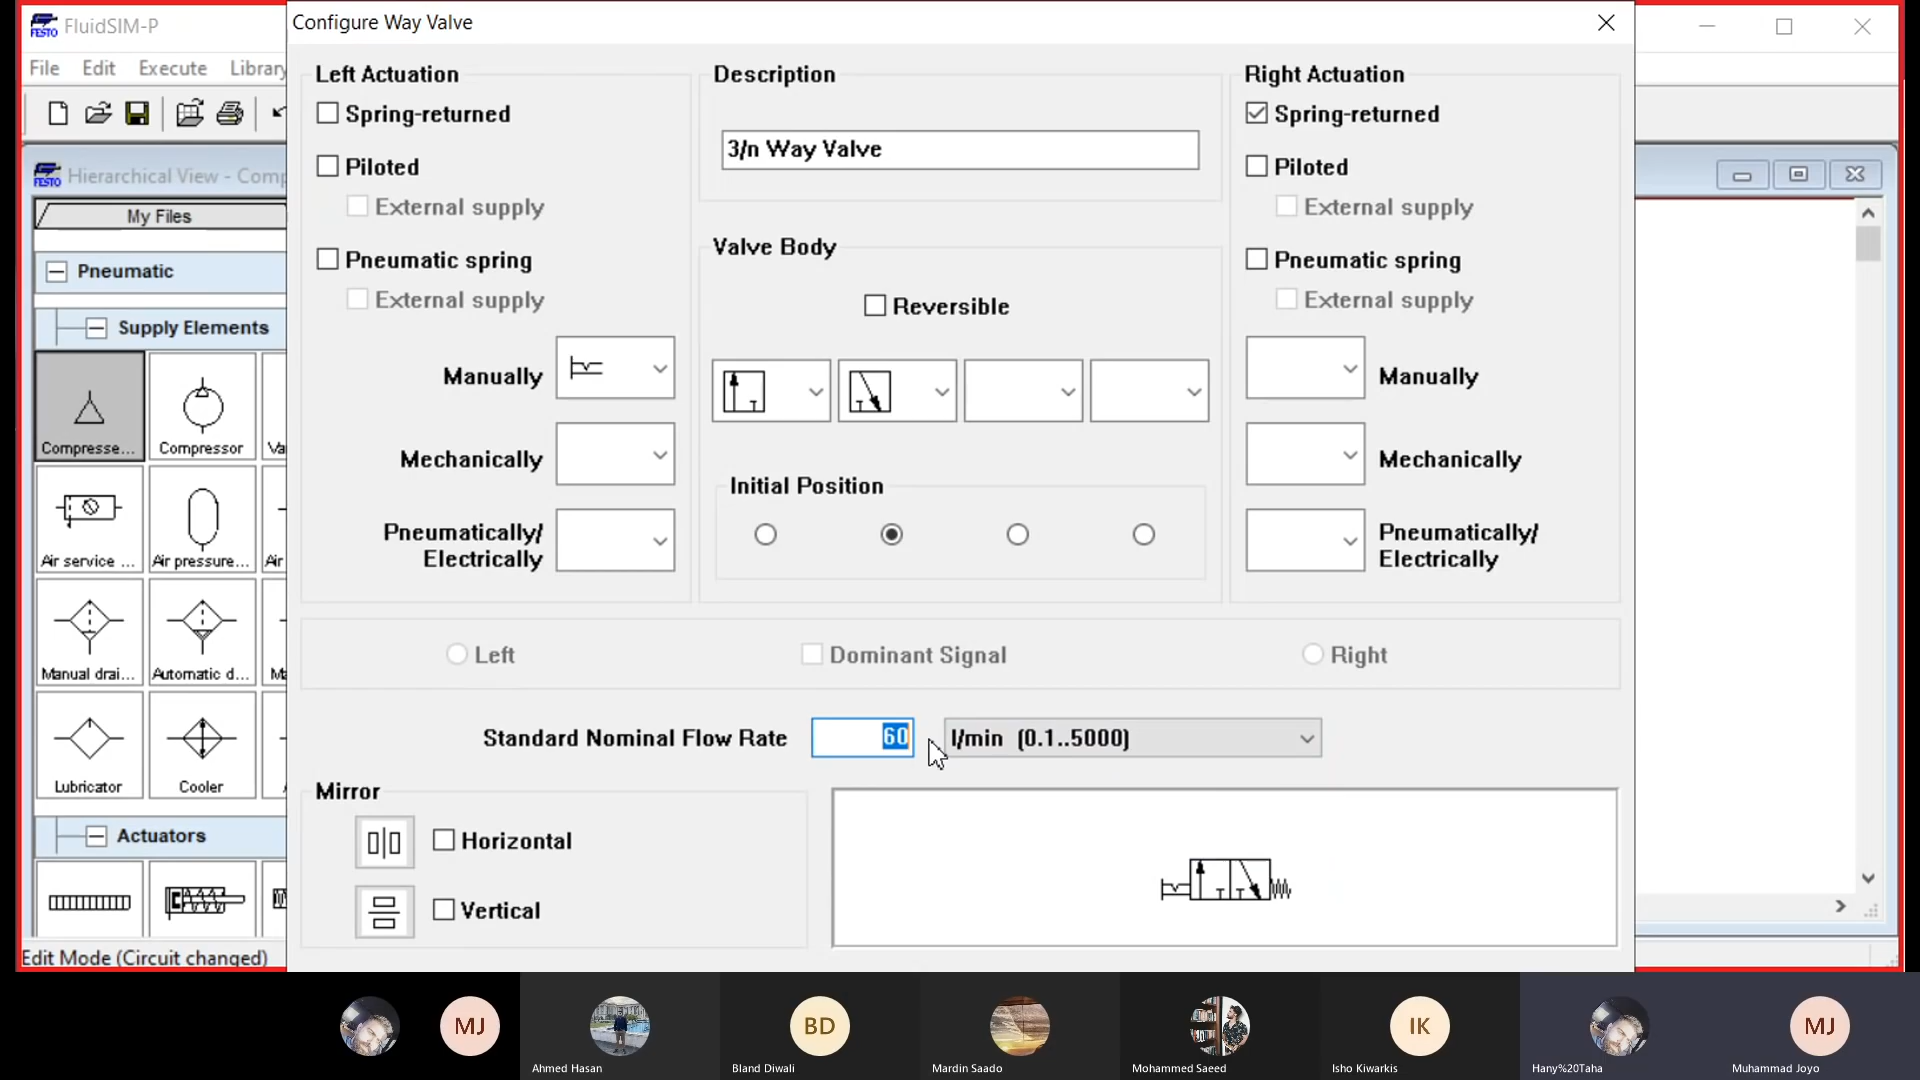 FESTO
FluidSIM-P
File Edit Execute Library
FESTO
Hierarchical View - Comp
My Files
Pneumatic
Supply Elements
Compresse...
Compressor
Air service ...
Air pressure...
Air
Manual drai...
Automatic d...
Lubricator
Cooler
Actuators
Edit Mode (Circuit changed)
Configure Way Valve
Left Actuation
Spring-returned
Piloted
External supply
Pneumatic spring
External supply
Manually
Mechanically
Pneumatically/
Electrically
Description
3/n Way Valve
Valve Body
Reversible
Initial Position
Right Actuation
Spring-returned
Piloted
External supply
Pneumatic spring
External supply
Manually
Mechanically
Pneumatically/
Electrically
Left
Dominant Signal
Right
Standard Nominal Flow Rate
60
l/min (0.1..5000)
Mirror
Horizontal
Vertical
MJ
Ahmed Hasan
BD
Bland Diwali
Mardin Saado
Mohammed Saeed
IK
Isho Kiwarkis
Hany%20Taha
MJ
Muhammad Joyo